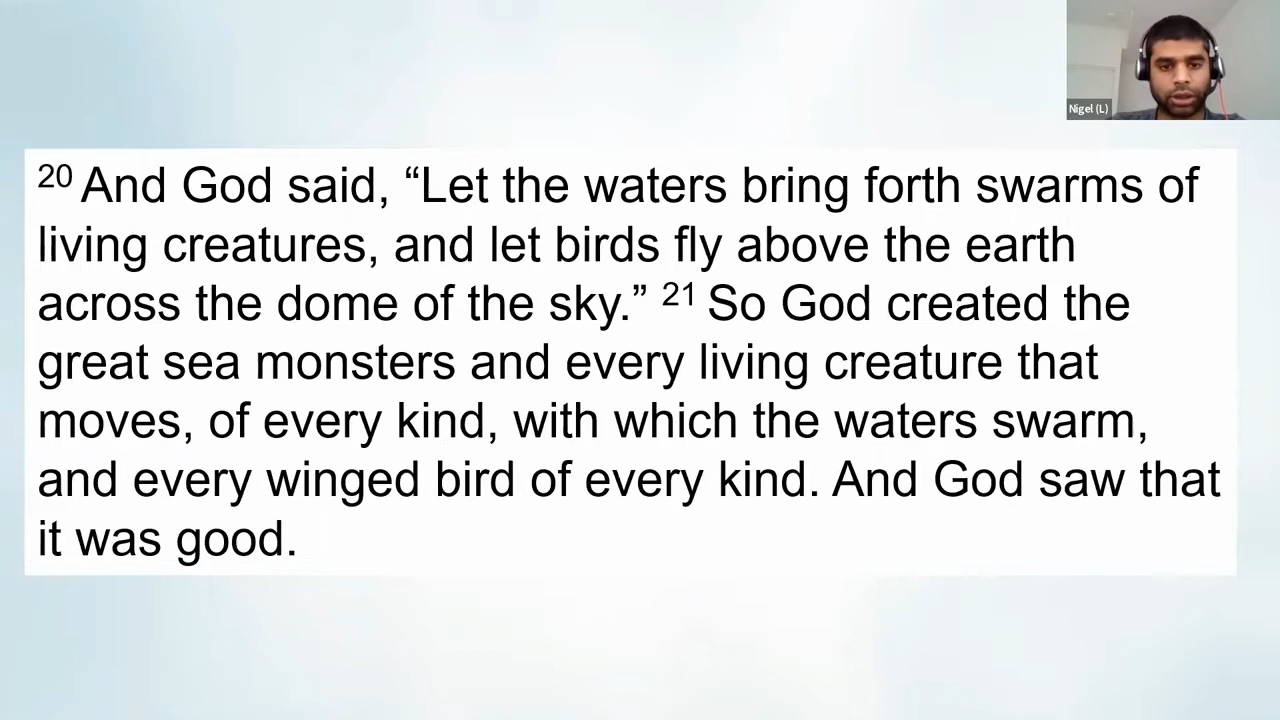 Nigel (L)
20 And God said, “Let the waters bring forth swarms of
living creatures, and let birds fly above the earth
across the dome of the sky.” 21 So God created the
great sea monsters and every living creature that
moves, of every kind, with which the waters swarm,
and every winged bird of every kind. And God saw that
it was good.